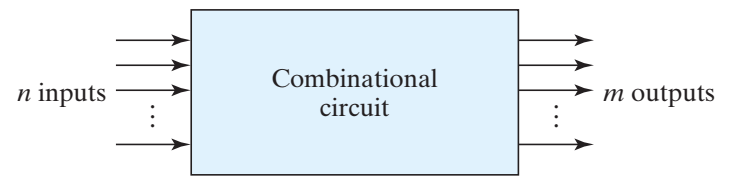 n inputs
Combinational
circuit
m outputs